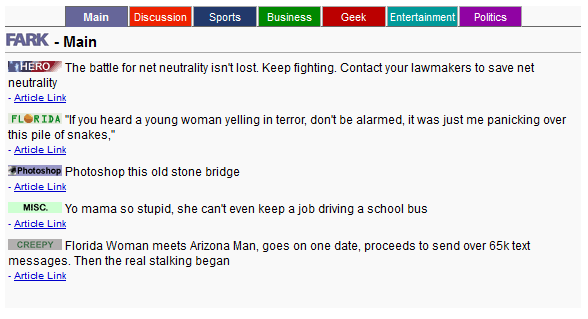 Main Discussion Sports Business Geek Entertainment Politics
FARK - Main
HERO The battle for net neutrality isn't lost. Keep fighting. Contact your lawmakers to save net
neutrality
- Article Link
FLORIDA "If you heard a young woman yelling in terror, don't be alarmed, it was just me panicking over
this pile of snakes,"
- Article Link
Photoshop Photoshop this old stone bridge
- Article Link
MISC. Yo mama so stupid, she can't even keep a job driving a school bus
- Article Link
CREEPY Florida Woman meets Arizona Man, goes on one date, proceeds to send over 65k text
messages. Then the real stalking began
- Article Link